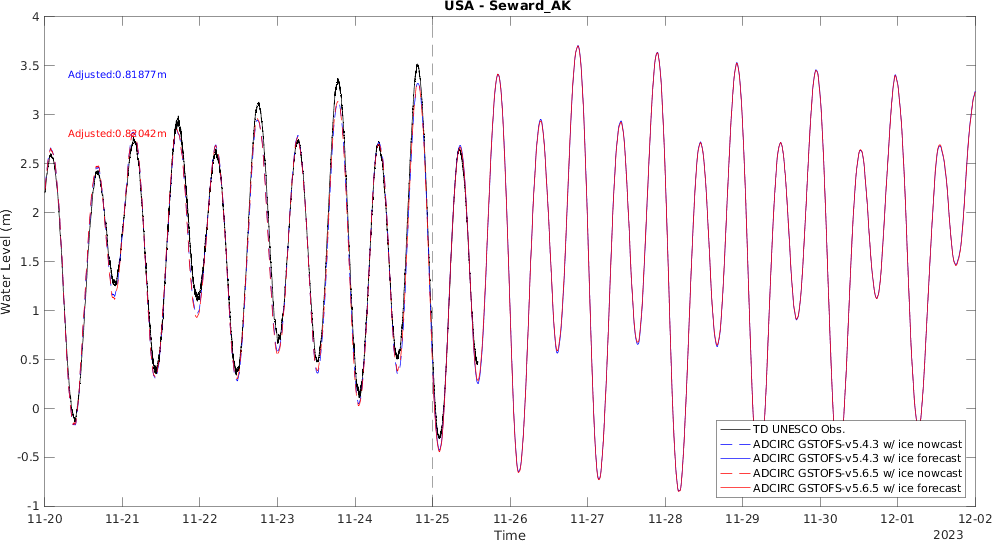 USA - Seward_AK
Adjusted:0.81877m
Adjusted:0.82042m
Water Level (m)
4
3.5
3
2.5
2
1.5
1
0.5
0
-0.5
-1
TD UNESCO Obs.
ADCIRC GSTOFS-v5.4.3 w/ ice nowcast
ADCIRC GSTOFS-v5.4.3 w/ ice forecast
ADCIRC GSTOFS-v5.6.5 w/ ice nowcast
ADCIRC GSTOFS-v5.6.5 w/ ice forecast
11-20 11-21 11-22 11-23 11-24 11-25 11-26 11-27 11-28 11-29 11-30 12-01 12-02
Time
2023